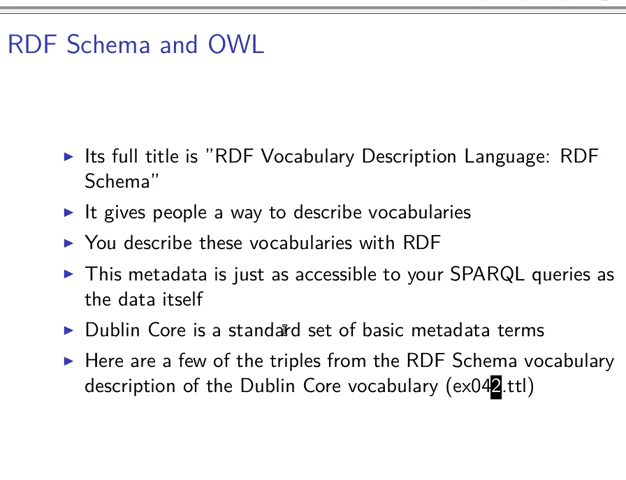 RDF Schema and OWL
Its full title is ”RDF Vocabulary Description Language: RDF
Schema”
It gives people a way to describe vocabularies
You describe these vocabularies with RDF
This metadata is just as accessible to your SPARQL queries as
the data itself
Dublin Core is a standard set of basic metadata terms
Here are a few of the triples from the RDF Schema vocabulary
description of the Dublin Core vocabulary (ex042.ttl)